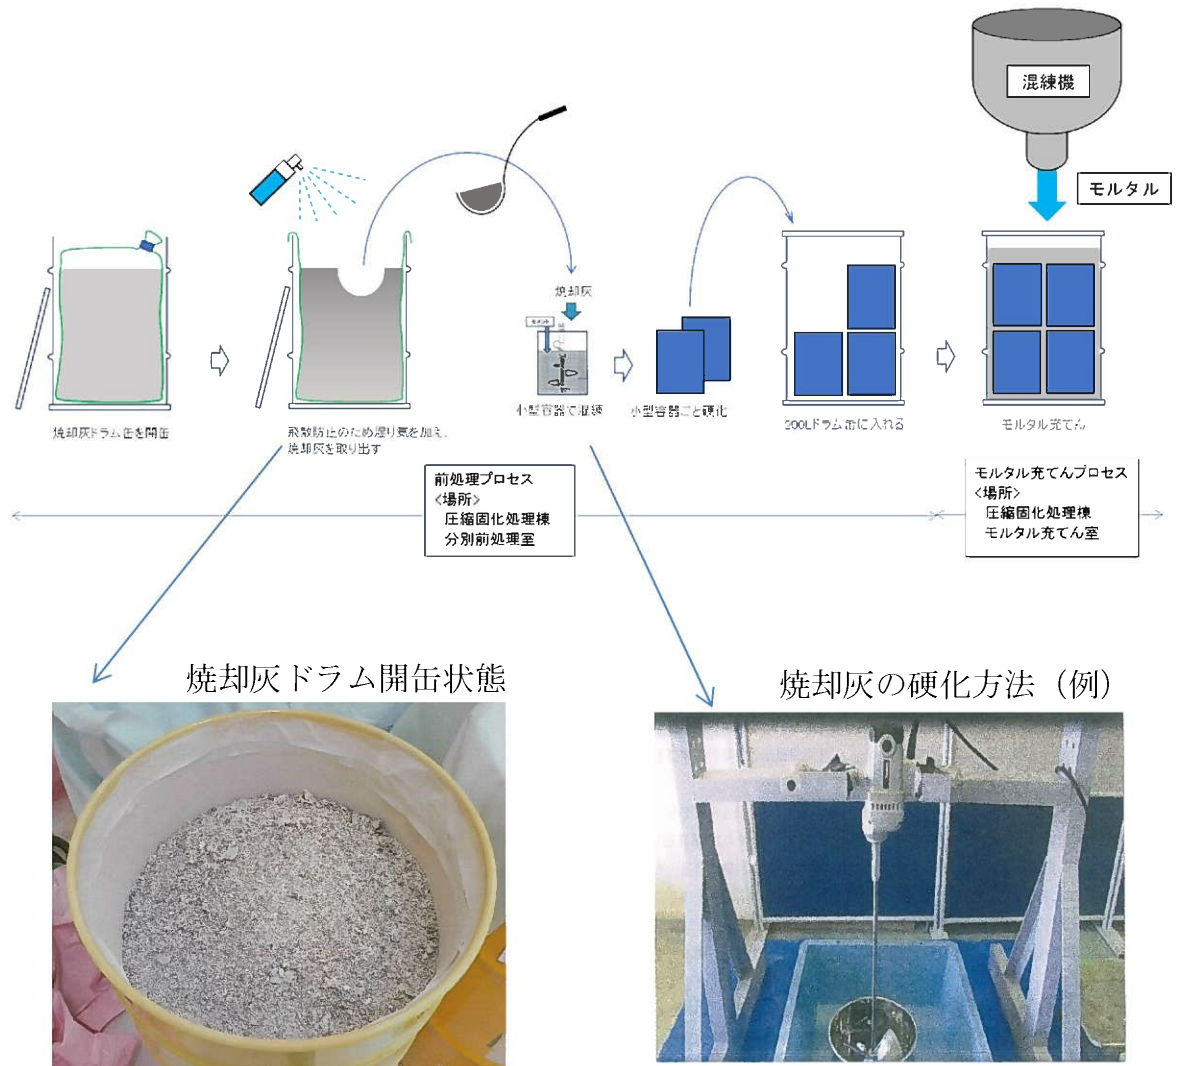 混練機
モルタル
焼却灰
セメント
焼却灰ドラム缶を開缶
飛散防止のため湿り気を加え、
焼却灰を取り出す
小型容器で混練
小型容器ごと硬化
200Lドラム缶に入れる
モルタル充てん
前処理プロセス
<場所>
圧縮固化処理棟
分別前処理室
モルタル充てんプロセス
<場所>
圧縮固化処理棟
モルタル充てん室
焼却灰ドラム開缶状態
焼却灰の硬化方法（例）